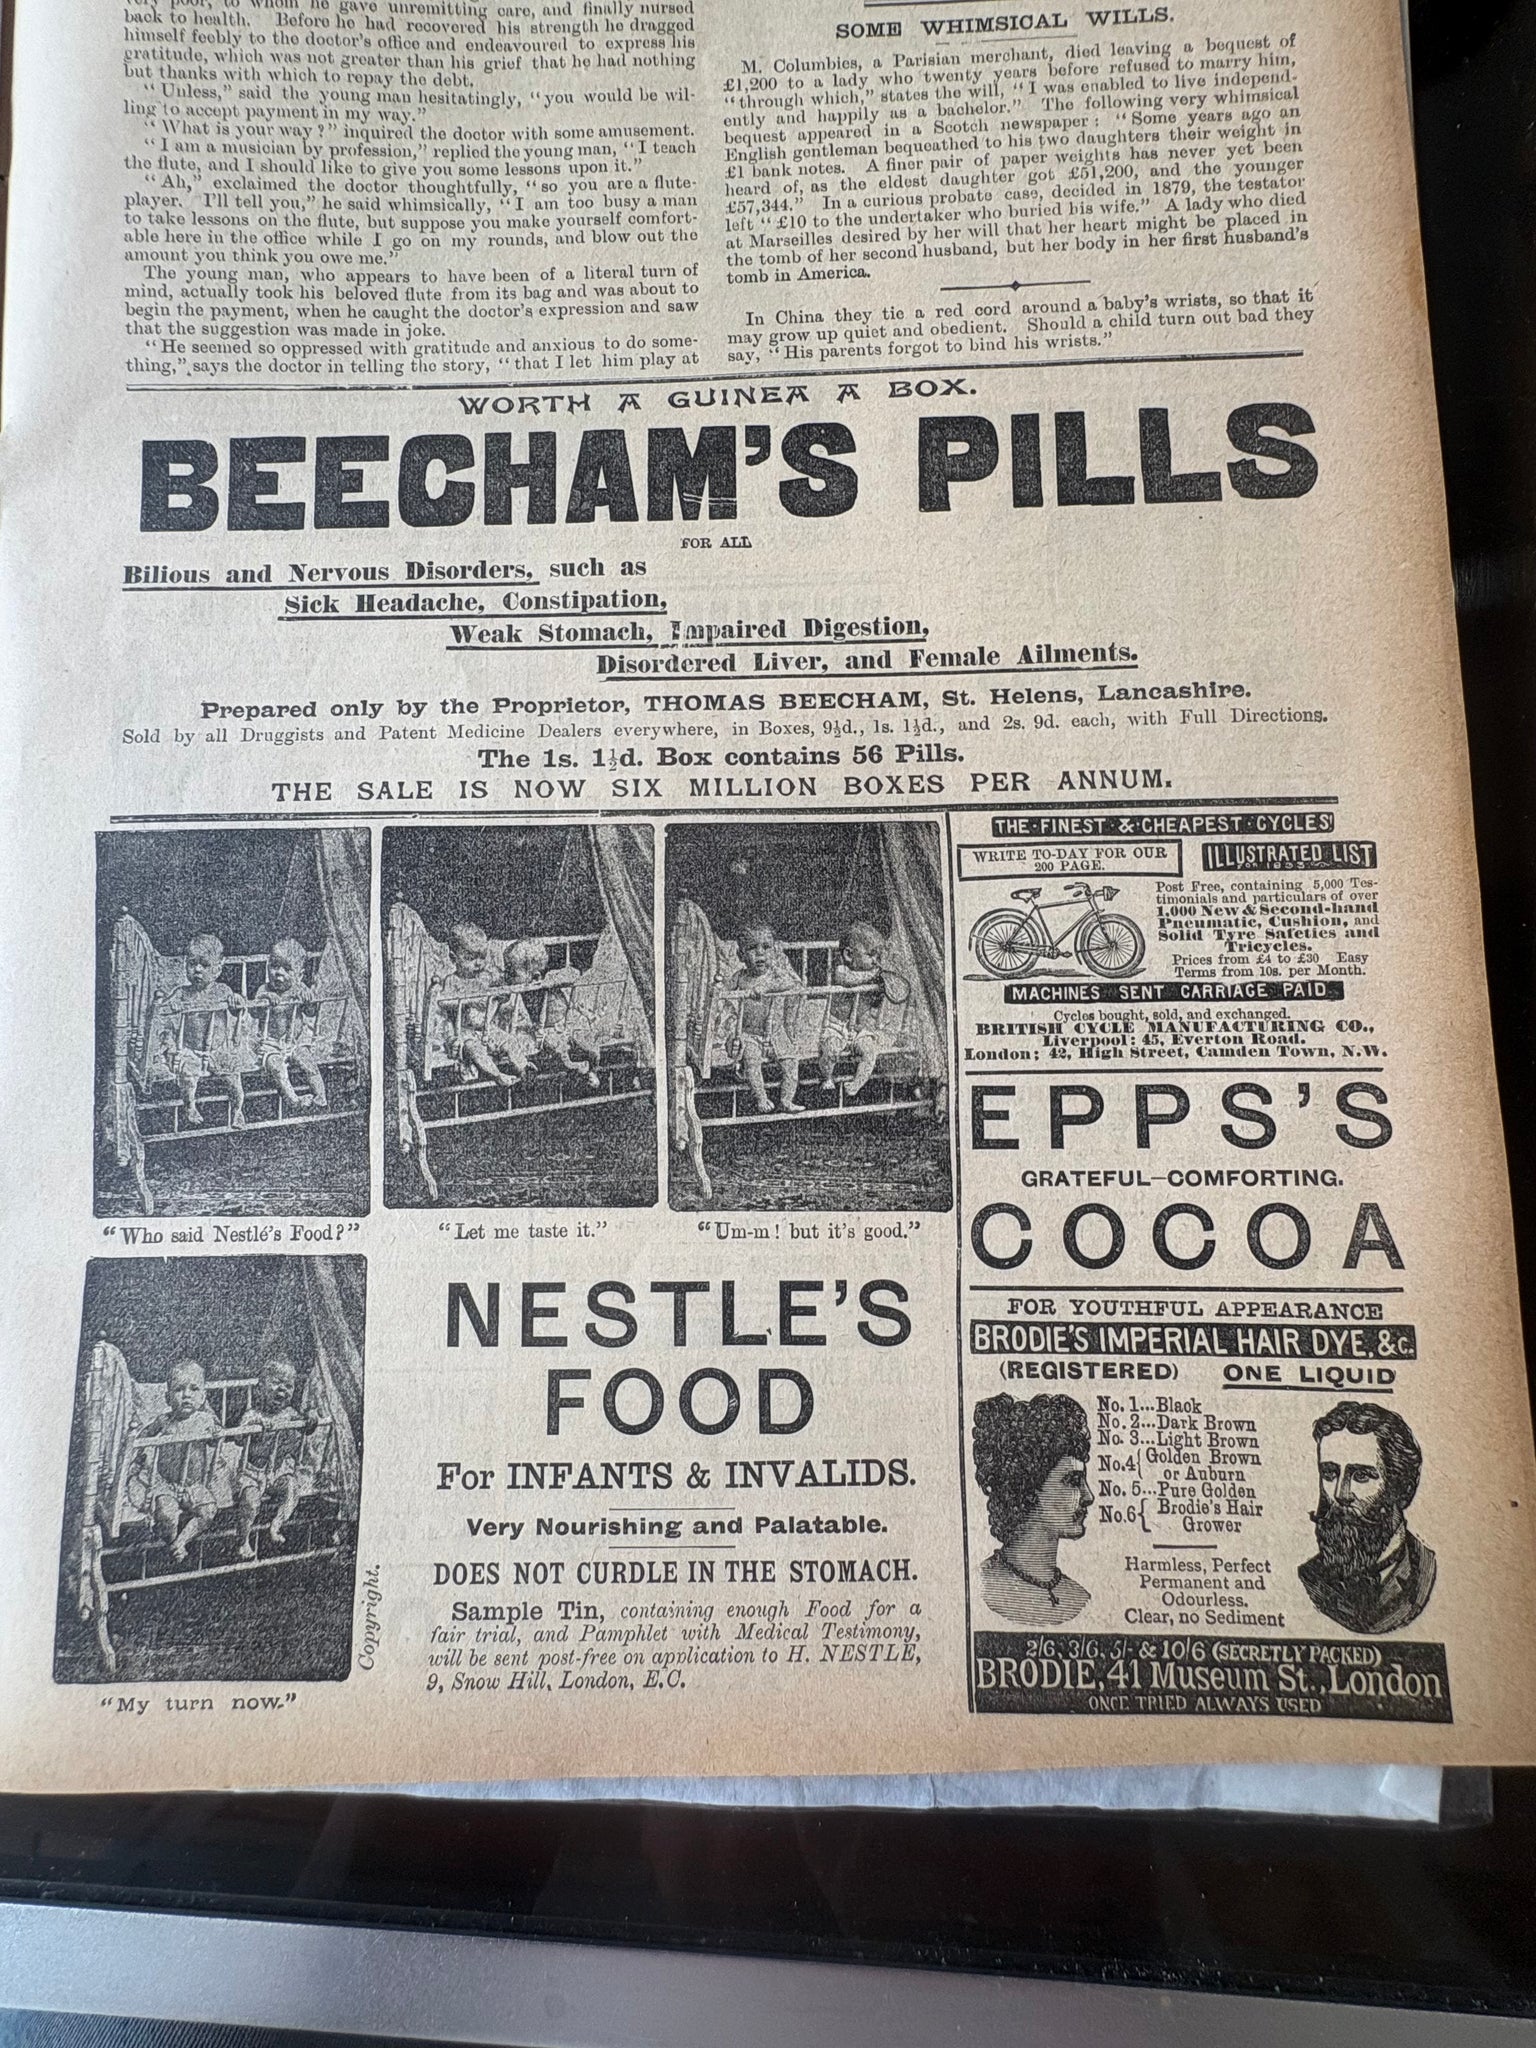 very poor, to whom he gave unremitting care, and finally nursed
back to health. Before he had recovered his strength he dragged
himself feebly to the doctor's office and endeavoured to express his
gratitude, which was not greater than his grief that he had nothing
but thanks with which to repay the debt.
"Unless," said the young man hesitatingly, "you would be wil-
ling to accept payment in my way."
"What is your way?" inquired the doctor with some amusement.
"I am a musician by profession," replied the young man, "I teach
the flute, and I should like to give you some lessons upon it."
"Ah," exclaimed the doctor thoughtfully, "so you are a flute-
player. I'll tell you," he said whimsically, "I am too busy a man
to take lessons on the flute, but suppose you make yourself comfort-
able here in the office while I go on my rounds, and blow out the
amount you think you owe me."
The young man, who appears to have been of a literal turn of
mind, actually took his beloved flute from its bag and was about to
begin the payment, when he caught the doctor's expression and saw
that the suggestion was made in joke.
"He seemed so oppressed with gratitude and anxious to do some-
thing," says the doctor in telling the story, "that I let him play at
SOME WHIMSICAL WILLS.
M. Columbies, a Parisian merchant, died leaving a bequest of
£1,200 to a lady who twenty years before refused to marry him,
"through which," states the will, "I was enabled to live independ-
ently and happily as a bachelor." The following very whimsical
bequest appeared in a Scotch newspaper: "Some years ago an
English gentleman bequeathed to his two daughters their weight in
£1 bank notes. A finer pair of paper weights has never yet been
heard of, as the eldest daughter got £51,200, and the younger
£57,344." In a curious probate case, decided in 1879, the testator
left "£10 to the undertaker who buried his wife." A lady who died
at Marseilles desired by her will that her heart might be placed in
the tomb of her second husband, but her body in her first husband's
tomb in America.
In China they tie a red cord around a baby's wrists, so that it
may grow up quiet and obedient. Should a child turn out bad they
say, "His parents forgot to bind his wrists."
WORTH A GUINEA A BOX.
BEECHAM'S PILLS
FOR ALL
Bilious and Nervous Disorders, such as
Sick Headache, Constipation,
Weak Stomach, Impaired Digestion,
Disordered Liver, and Female Ailments.
Prepared only by the Proprietor, THOMAS BEECHAM, St. Helens, Lancashire.
Sold by all Druggists and Patent Medicine Dealers everywhere, in Boxes, 9½d., 1s. 1½d., and 2s. 9d. each, with Full Directions.
The 1s. 1½d. Box contains 56 Pills.
THE SALE IS NOW SIX MILLION BOXES PER ANNUM.
"Who said Nestlé's Food?"
"Let me taste it."
"Um-m! but it's good."
"My turn now."
Copyright.
NESTLE'S
FOOD
For INFANTS & INVALIDS.
Very Nourishing and Palatable.
DOES NOT CURDLE IN THE STOMACH.
Sample Tin, containing enough Food for a
fair trial, and Pamphlet with Medical Testimony,
will be sent post-free on application to H. NESTLE,
9, Snow Hill, London, E.C.
THE·FINEST·&·CHEAPEST·CYCLES
WRITE TO-DAY FOR OUR
200 PAGE.
ILLUSTRATED LIST
Post Free, containing 5,000 Tes-
timonials and particulars of over
1,000 New & Second-hand
Pneumatic, Cushion, and
Solid Tyre Safeties and
Tricycles.
Prices from £4 to £30 Easy
Terms from 10s. per Month.
MACHINES SENT CARRIAGE PAID
Cycles bought, sold, and exchanged.
BRITISH CYCLE MANUFACTURING CO.,
Liverpool: 45, Everton Road.
London: 42, High Street, Camden Town, N.W.
EPPS'S
GRATEFUL—COMFORTING.
COCOA
FOR YOUTHFUL APPEARANCE
BRODIE'S IMPERIAL HAIR DYE, &c.
(REGISTERED) ONE LIQUID
No. 1...Black
No. 2...Dark Brown
No. 3...Light Brown
No. 4 { Golden Brown
or Auburn
No. 5...Pure Golden
No. 6 { Brodie's Hair
Grower
Harmless, Perfect
Permanent and
Odourless.
Clear, no Sediment
2/6, 3/6, 5/- & 10/6 (SECRETLY PACKED)
BRODIE, 41 Museum St., London
ONCE TRIED ALWAYS USED